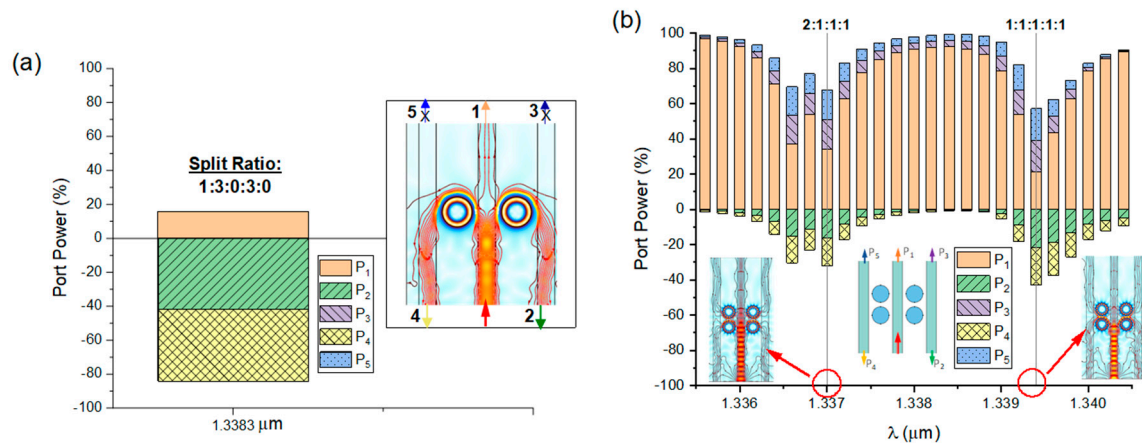 (a)
Port Power (%)
100
80
60
40
20
0
-20
-40
-60
-80
-100
Split Ratio:
1:3:0:3:0
P1
P2
P3
P4
P5
1.3383 μm
5
1
3
X
X
4
2
(b)
2:1:1:1
1:1:1:1:1
Port Power (%)
100
80
60
40
20
0
20
40
60
80
100
P5
P1
P3
P4
P2
P1
P2
P3
P4
P5
1.336
1.337
1.338
1.339
1.340
λ (μm)